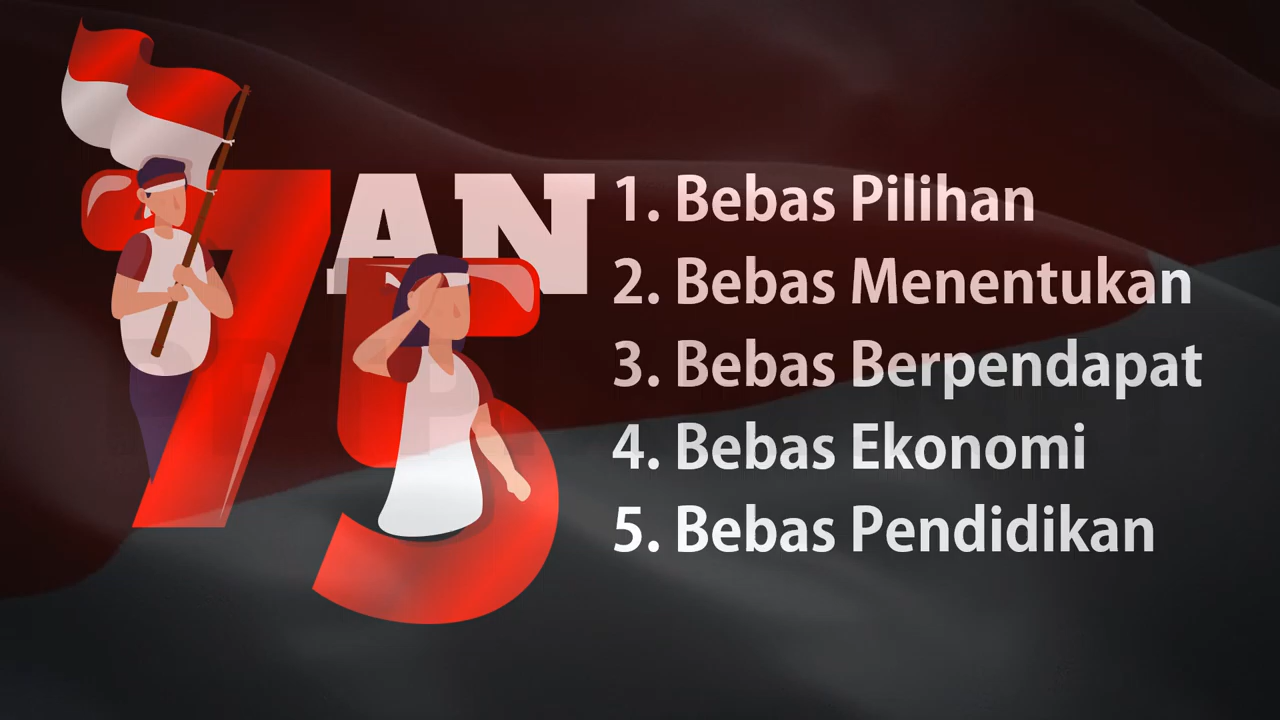 75
AN
1. Bebas Pilihan
2. Bebas Menentukan
3. Bebas Berpendapat
4. Bebas Ekonomi
5. Bebas Pendidikan